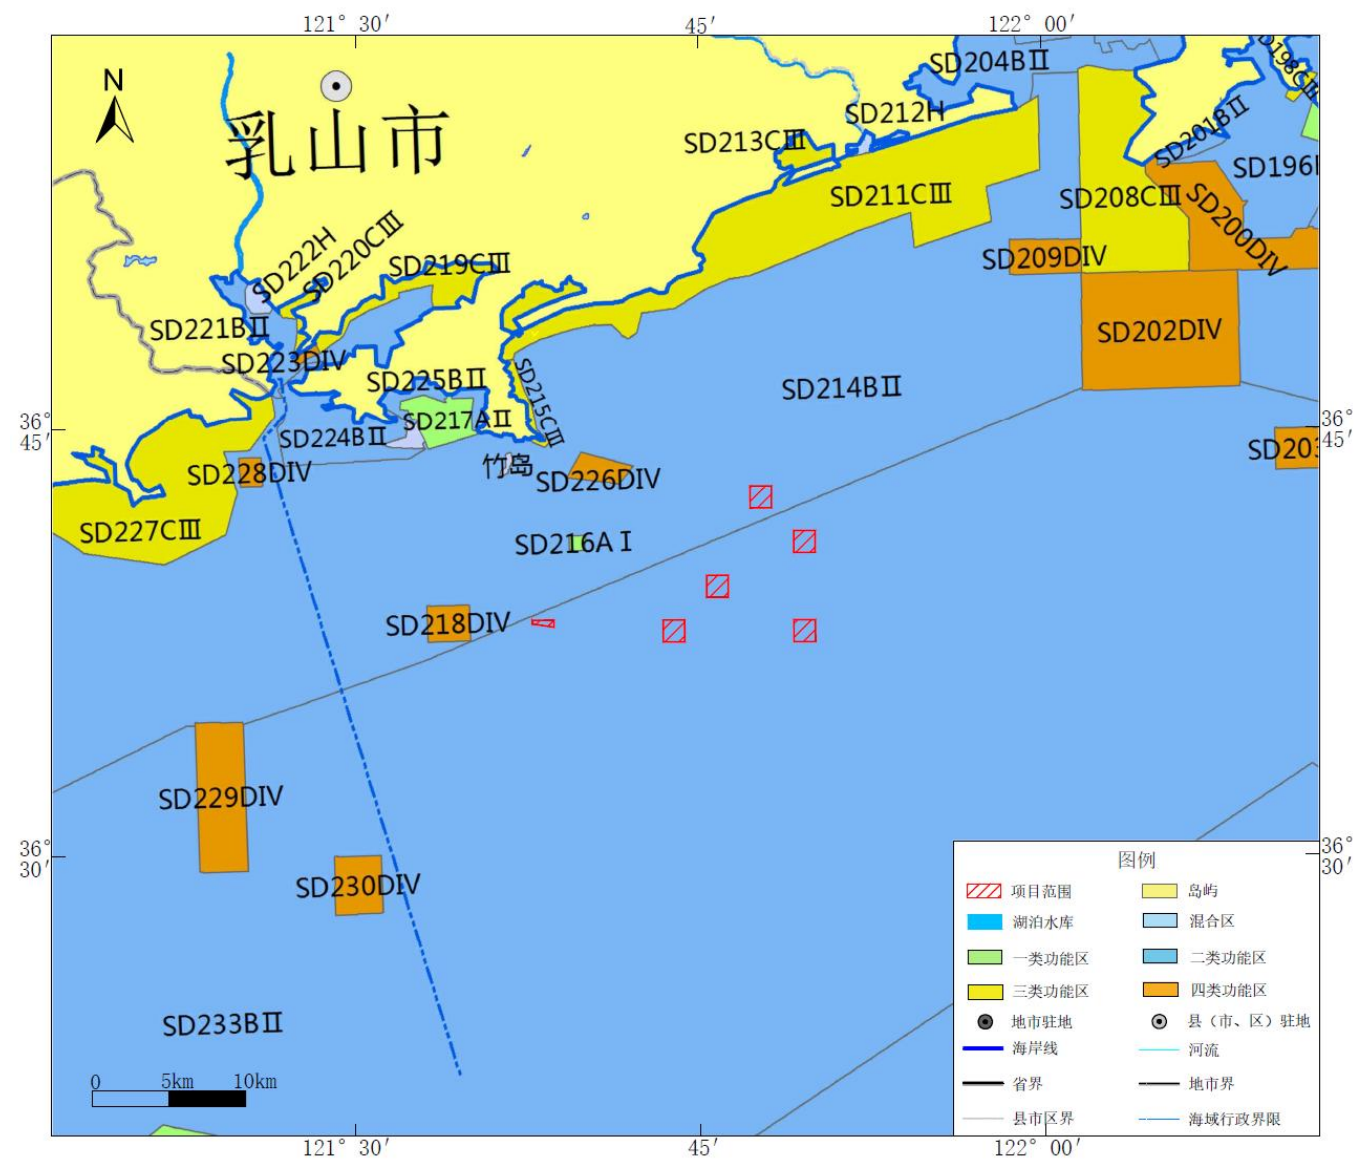 121° 30′
45′
122° 00′
N
乳山市
SD204BⅡ
SD198CⅢ
SD212H
SD213CⅢ
SD201BⅡ
SD196
SD211CⅢ
SD208CⅢ
SD200DⅣ
SD222H
SD220CⅢ
SD219CⅢ
SD209DⅣ
SD221BⅡ
SD202DⅣ
SD223DⅣ
SD225BⅡ
SD215CⅢ
SD214BⅡ
36°
45′
SD217AⅡ
SD224BⅡ
36°
45′
SD203
竹岛
SD228DⅣ
SD226DⅣ
SD227CⅢ
SD216AⅠ
SD218DⅣ
SD229DⅣ
36°
30′
36°
30′
SD230DⅣ
SD233BⅡ
0 5km 10km
图例
项目范围 岛屿
湖泊水库 混合区
一类功能区 二类功能区
三类功能区 四类功能区
地市驻地 县（市、区）驻地
海岸线 河流
省界 地市界
县市区界 海域行政界限
121° 30′
45′
122° 00′